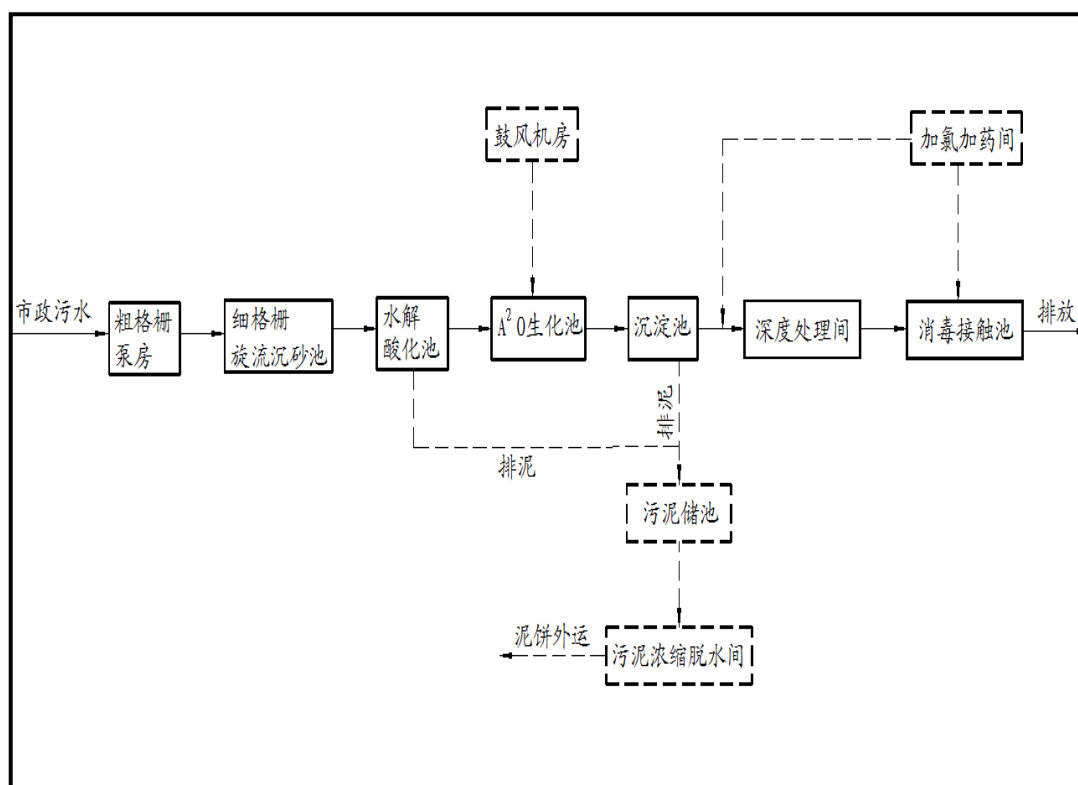 鼓风机房
加氯加药间
市政污水
粗格栅
泵房
细格栅
旋流沉砂池
水解
酸化池
A²O生化池
沉淀池
深度处理间
消毒接触池
排放
排泥
排泥
污泥储池
泥饼外运
污泥浓缩脱水间